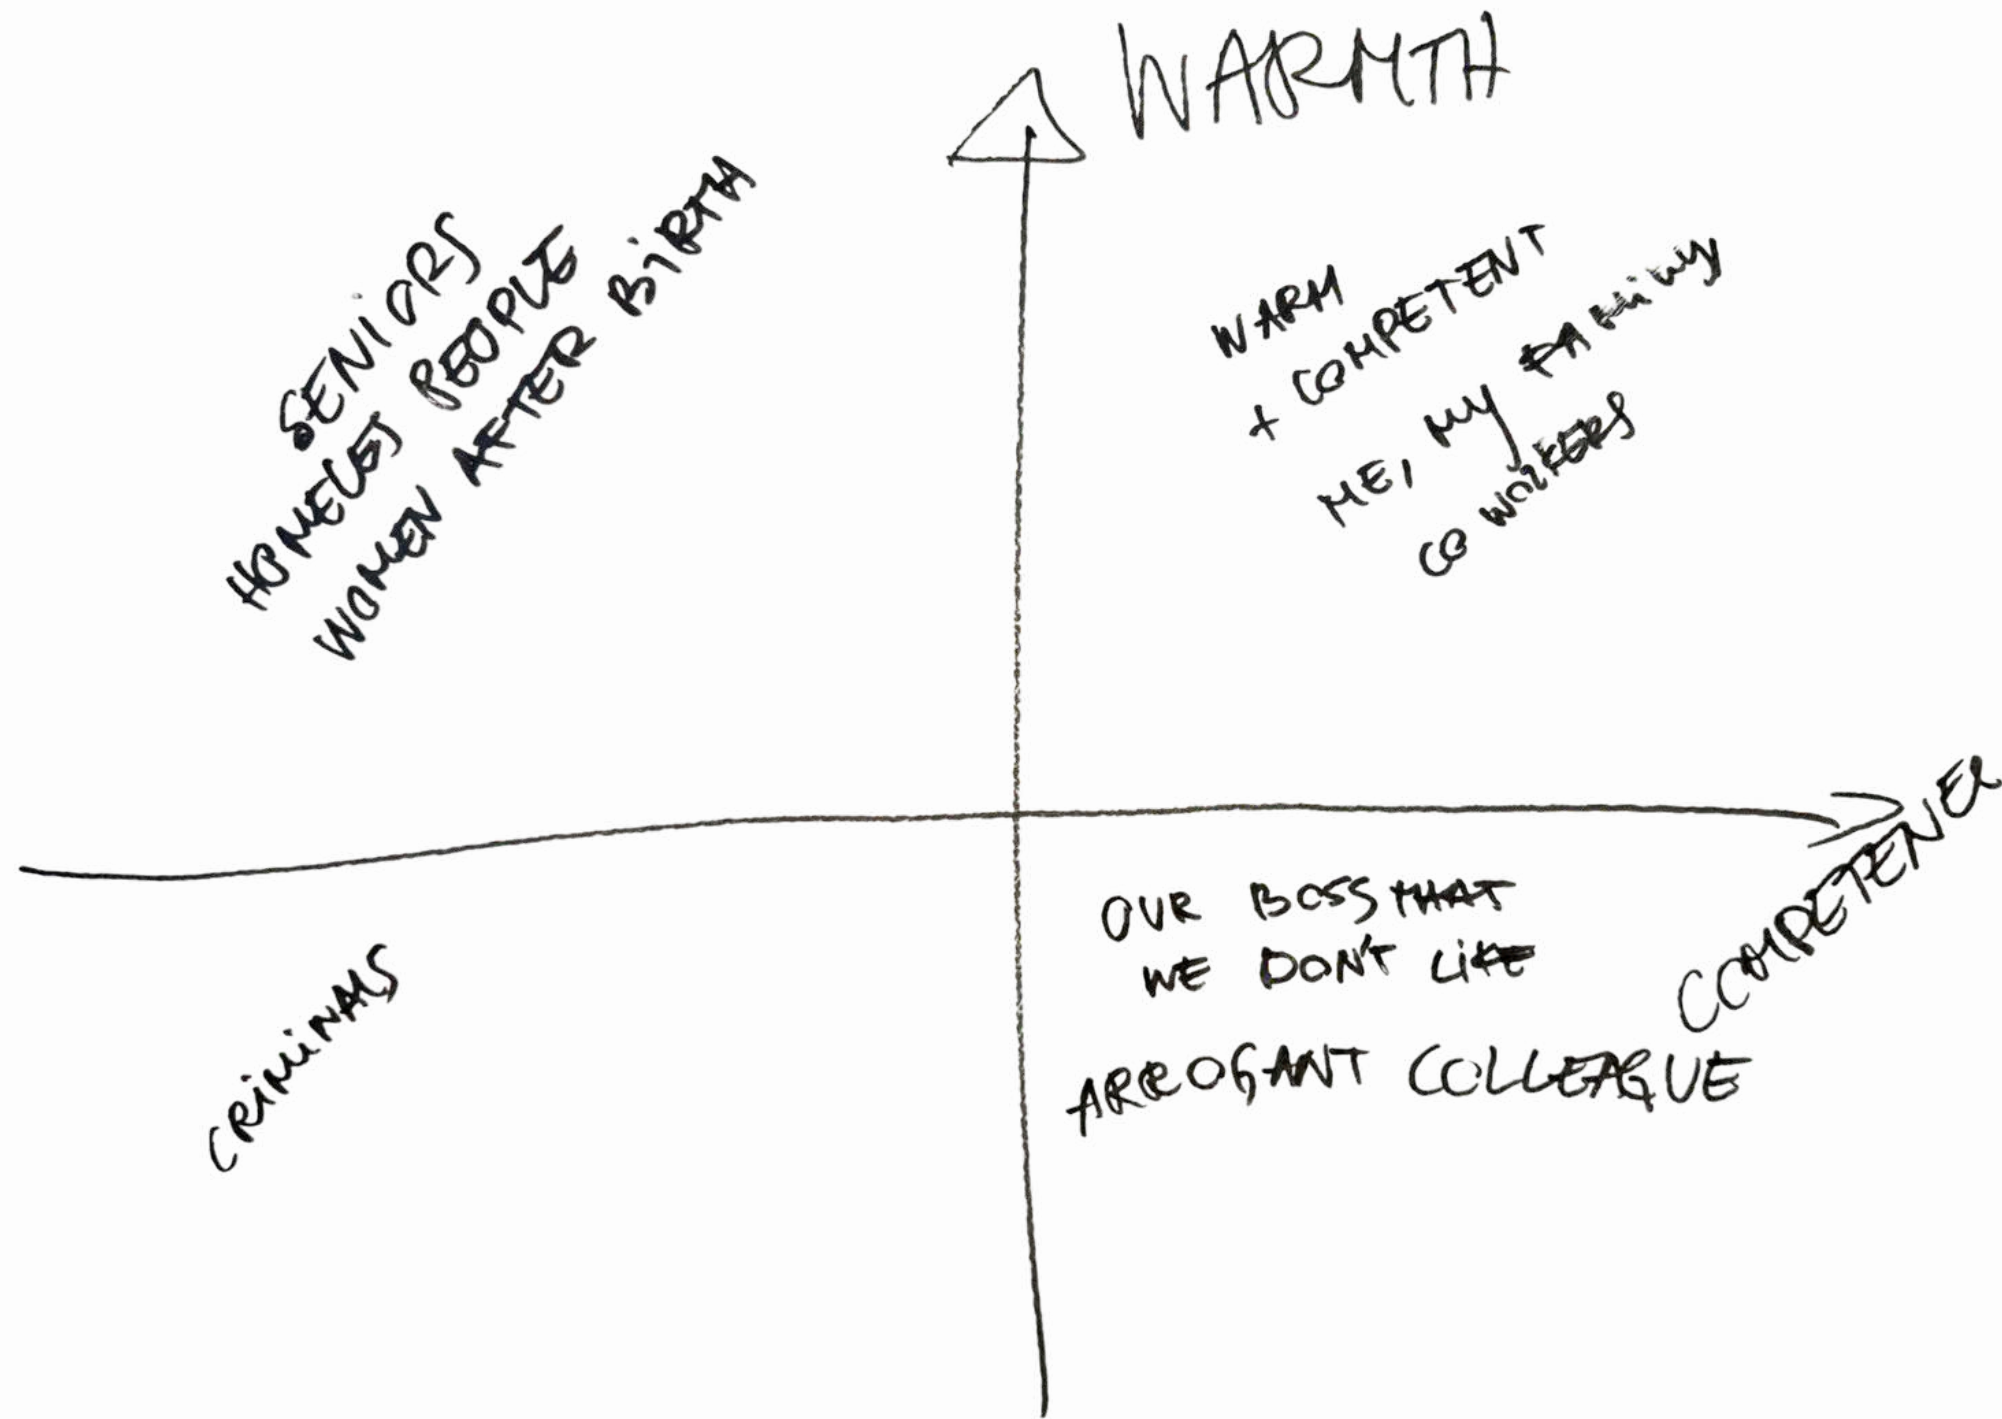 WARMTH
SENIORS
HOMELES PEOPLE
WOMEN AFTER BIRTH
WARM
+ COMPETENT
ME, MY FAMILY
CO WORKERS
COMPETENCE
OUR BOSS THAT
WE DON'T LIKE
ARROGANT COLLEAGUE
CRIMINALS